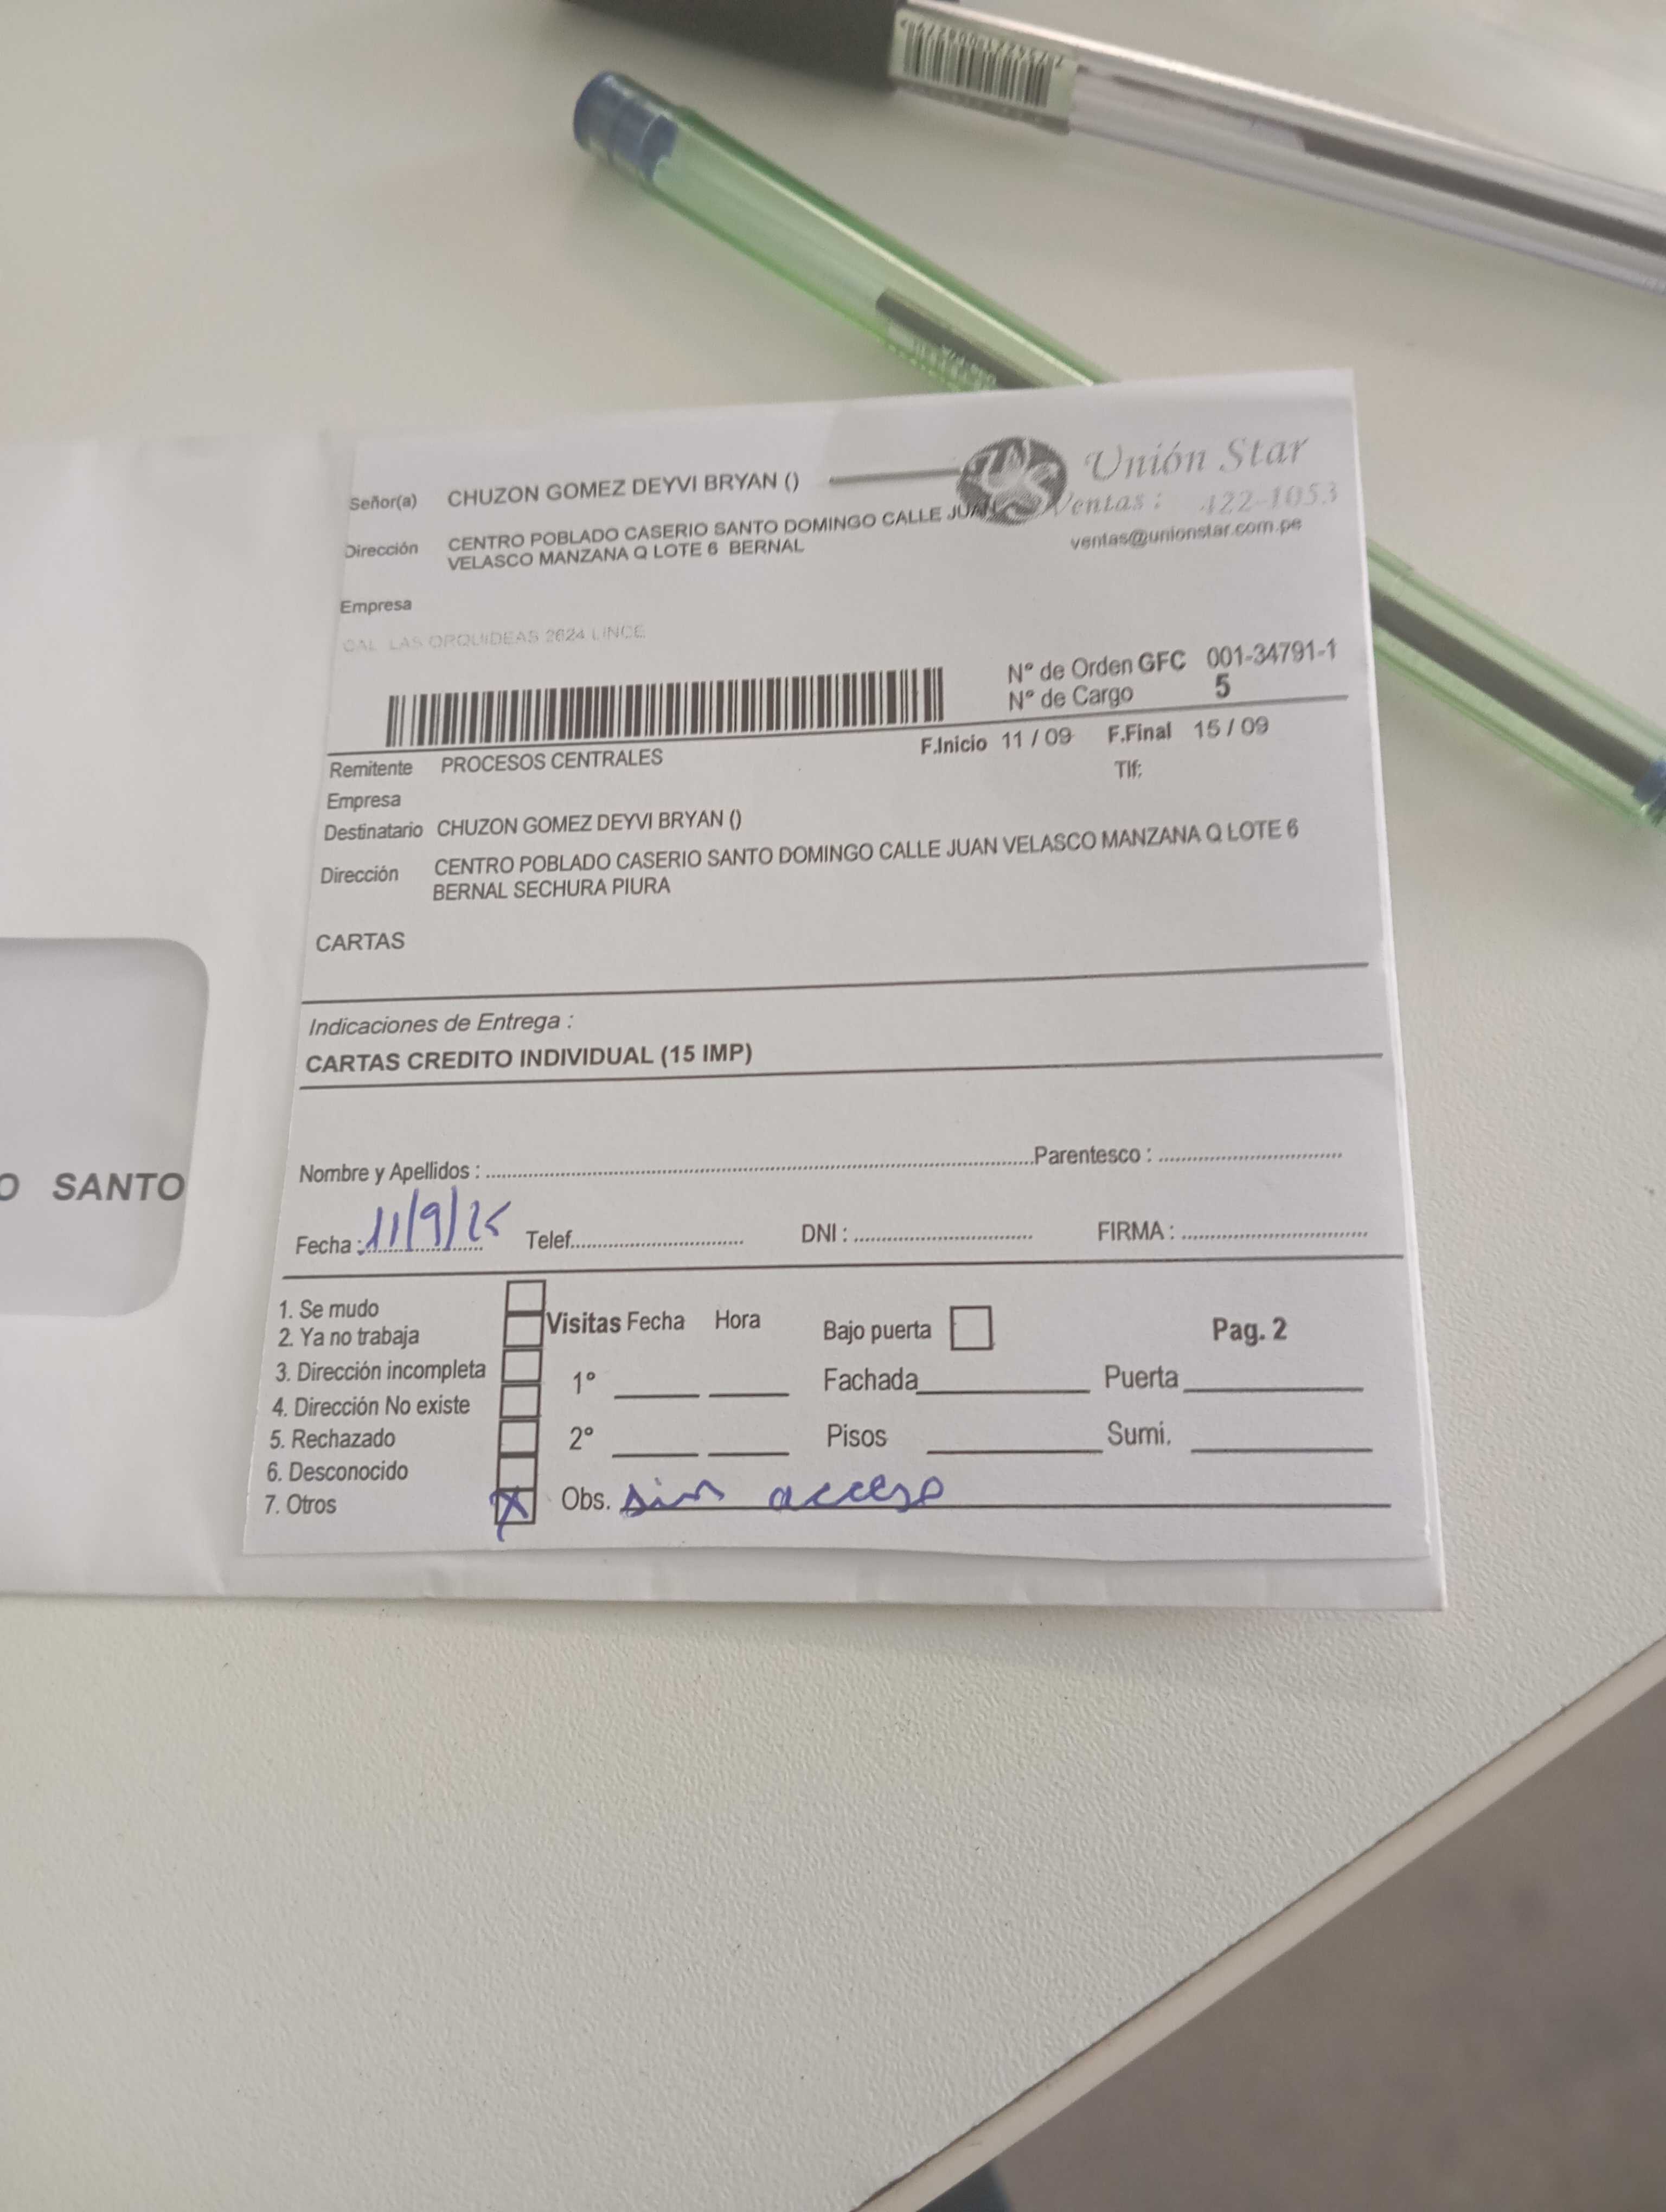 Unión Star
Señor(a) CHUZON GOMEZ DEYVI BRYAN ()
Ventas : 422-1053
Dirección CENTRO POBLADO CASERIO SANTO DOMINGO CALLE JUAN
VELASCO MANZANA Q LOTE 6 BERNAL
ventas@unionstar.com.pe
Empresa
CAL LAS ORQUIDEAS 2624 LINCE
N° de Orden GFC 001-34791-1
N° de Cargo 5
F.Inicio 11 / 09 F.Final 15 / 09
Remitente PROCESOS CENTRALES
Tlf:
Empresa
Destinatario CHUZON GOMEZ DEYVI BRYAN ()
Dirección CENTRO POBLADO CASERIO SANTO DOMINGO CALLE JUAN VELASCO MANZANA Q LOTE 6
BERNAL SECHURA PIURA
CARTAS
Indicaciones de Entrega :
CARTAS CREDITO INDIVIDUAL (15 IMP)
Nombre y Apellidos : Parentesco :
O SANTO
Fecha : 11/9/25 Telef. DNI : FIRMA :
1. Se mudo
2. Ya no trabaja
3. Dirección incompleta
4. Dirección No existe
5. Rechazado
6. Desconocido
7. Otros X
Visitas Fecha Hora
1°
2°
Bajo puerta
Pag. 2
Fachada Puerta
Pisos Sumi.
Obs. sin acceso